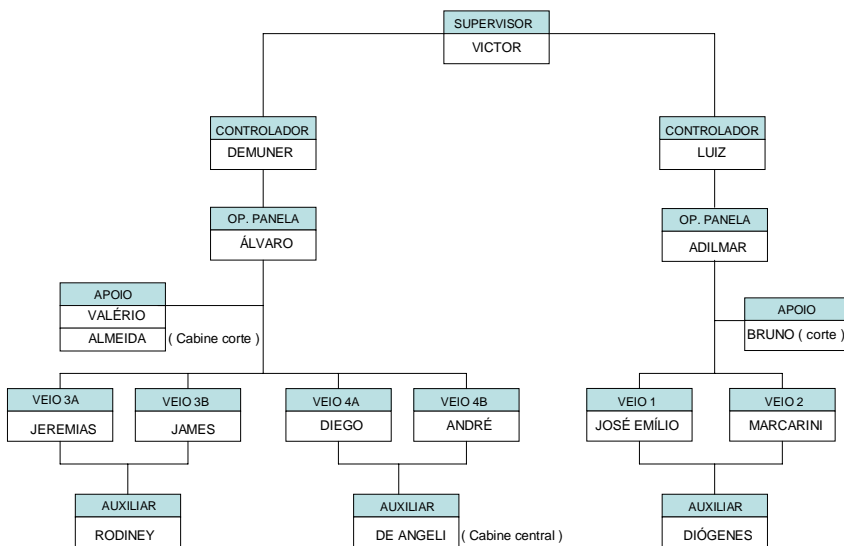 SUPERVISOR
VICTOR
CONTROLADOR
DEMUNER
CONTROLADOR
LUIZ
OP. PANELA
ÁLVARO
OP. PANELA
ADILMAR
APOIO
VALÉRIO
ALMEIDA ( Cabine corte )
APOIO
BRUNO ( corte )
VEIO 3A
JEREMIAS
VEIO 3B
JAMES
VEIO 4A
DIEGO
VEIO 4B
ANDRÉ
VEIO 1
JOSÉ EMÍLIO
VEIO 2
MARCARINI
AUXILIAR
RODINEY
AUXILIAR
DE ANGELI ( Cabine central )
AUXILIAR
DIÓGENES